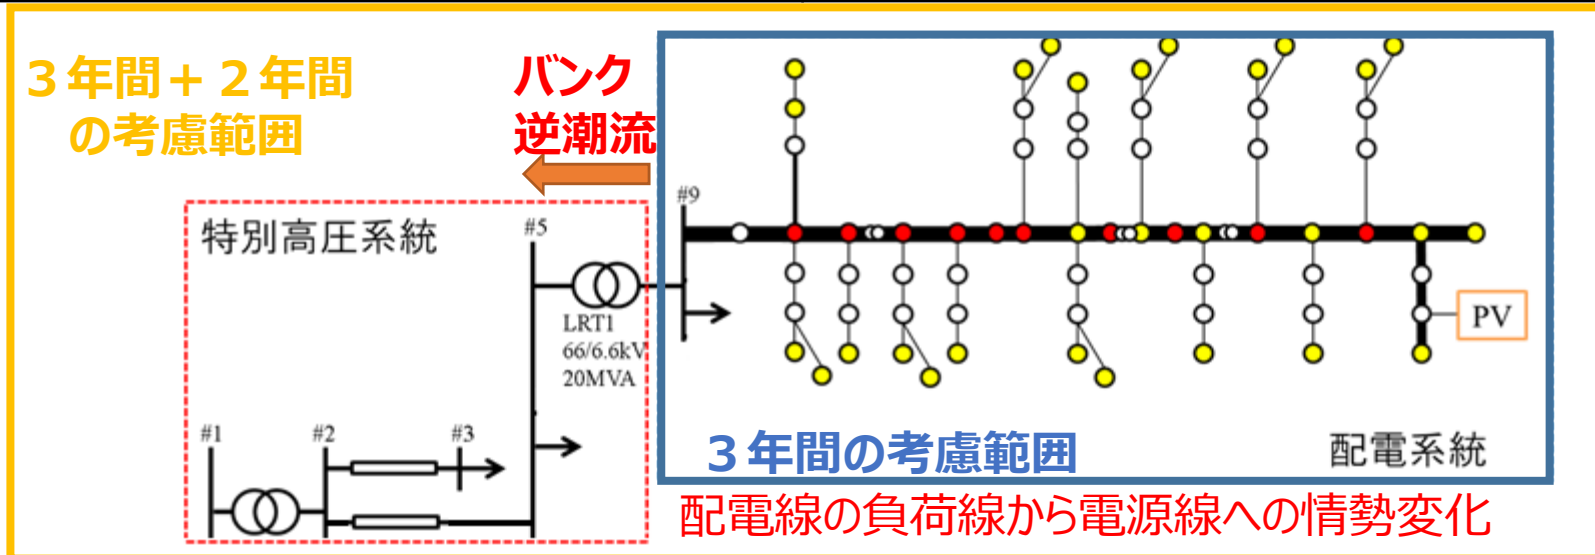 ３年間＋２年間
の考慮範囲
バンク
逆潮流
特別高圧系統
#5
#9
LRT1
66/6.6kV
20MVA
#1
#2
#3
PV
３年間の考慮範囲
配電系統
配電線の負荷線から電源線への情勢変化